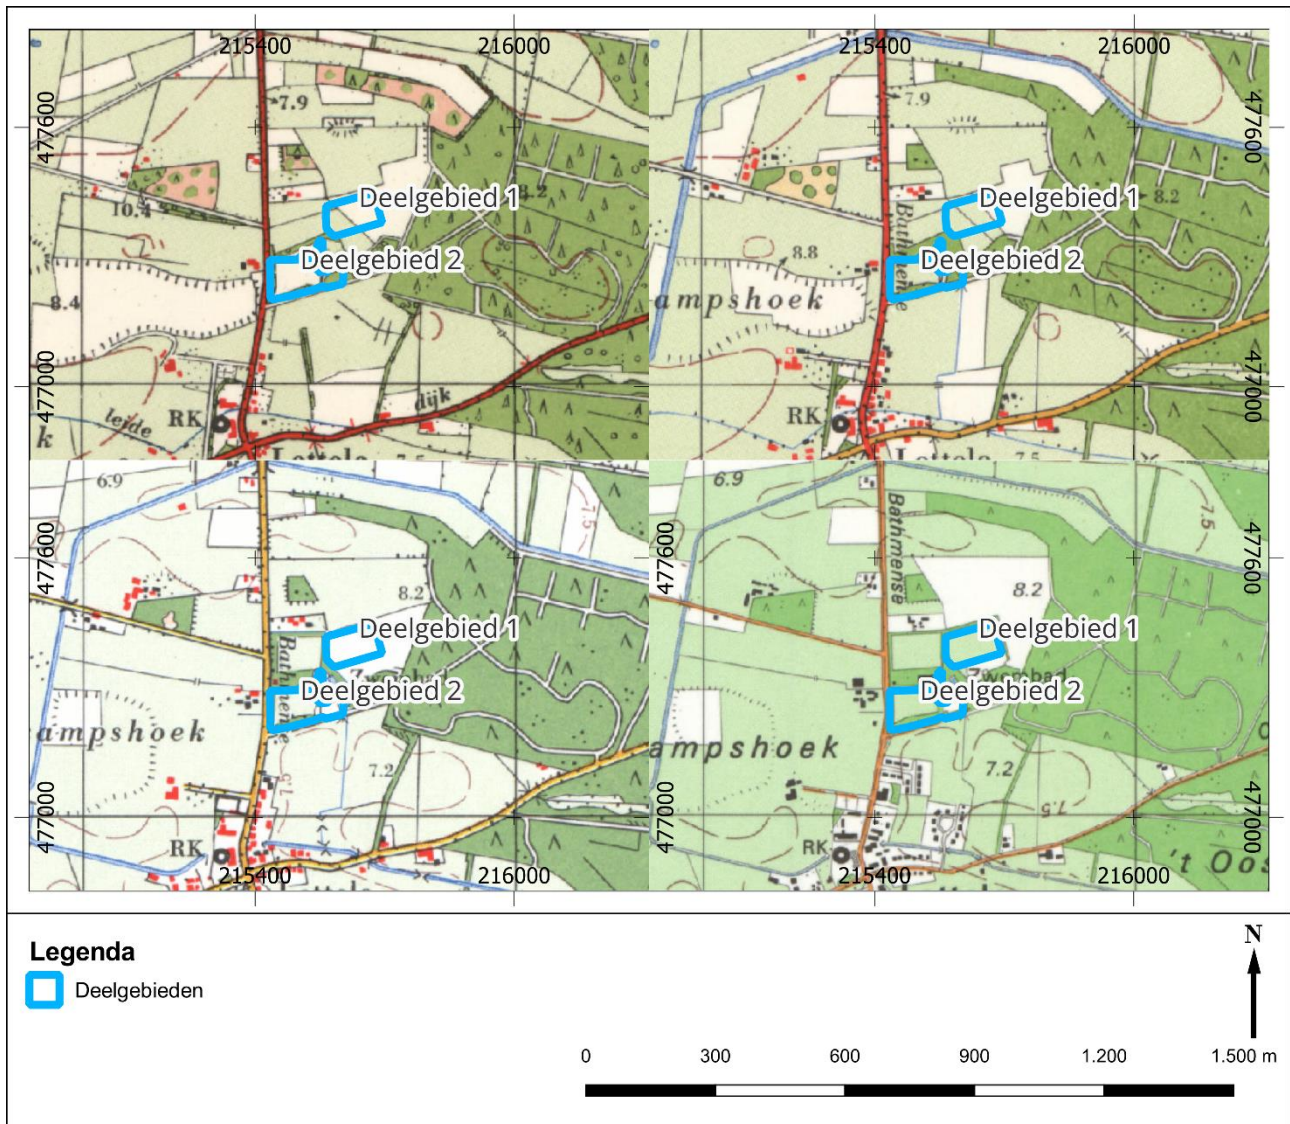 215400
216000
215400
216000
7.9
7.9
477600
477600
10.4
8.2
8.2
Deelgebied 1
Deelgebied 1
Bathmense
Deelgebied 2
Deelgebied 2
8.8
8.4
ampshoek
477000
477000
leide
k
RK
dijk
RK
7.5
6.9
6.9
7.5
7.5
Bathmense
477600
477600
8.2
8.2
Deelgebied 1
Deelgebied 1
Bathmense
Deelgebied 2
Deelgebied 2
ampshoek
ampshoek
7.2
7.2
7.5
477000
477000
RK
RK
't Oos
215400
216000
215400
216000
Legenda
Deelgebieden
N
0 300 600 900 1.200 1.500 m